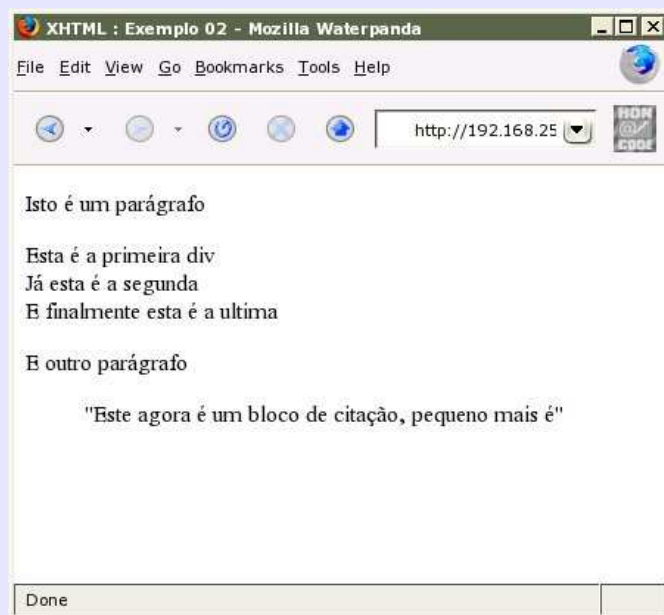 XHTML : Exemplo 02 - Mozilla Waterpanda
File Edit View Go Bookmarks Tools Help
http://192.168.25
HON
@/
CODE
Isto é um parágrafo
Esta é a primeira div
Já esta é a segunda
E finalmente esta é a ultima
E outro parágrafo
"Este agora é um bloco de citação, pequeno mais é"
Done